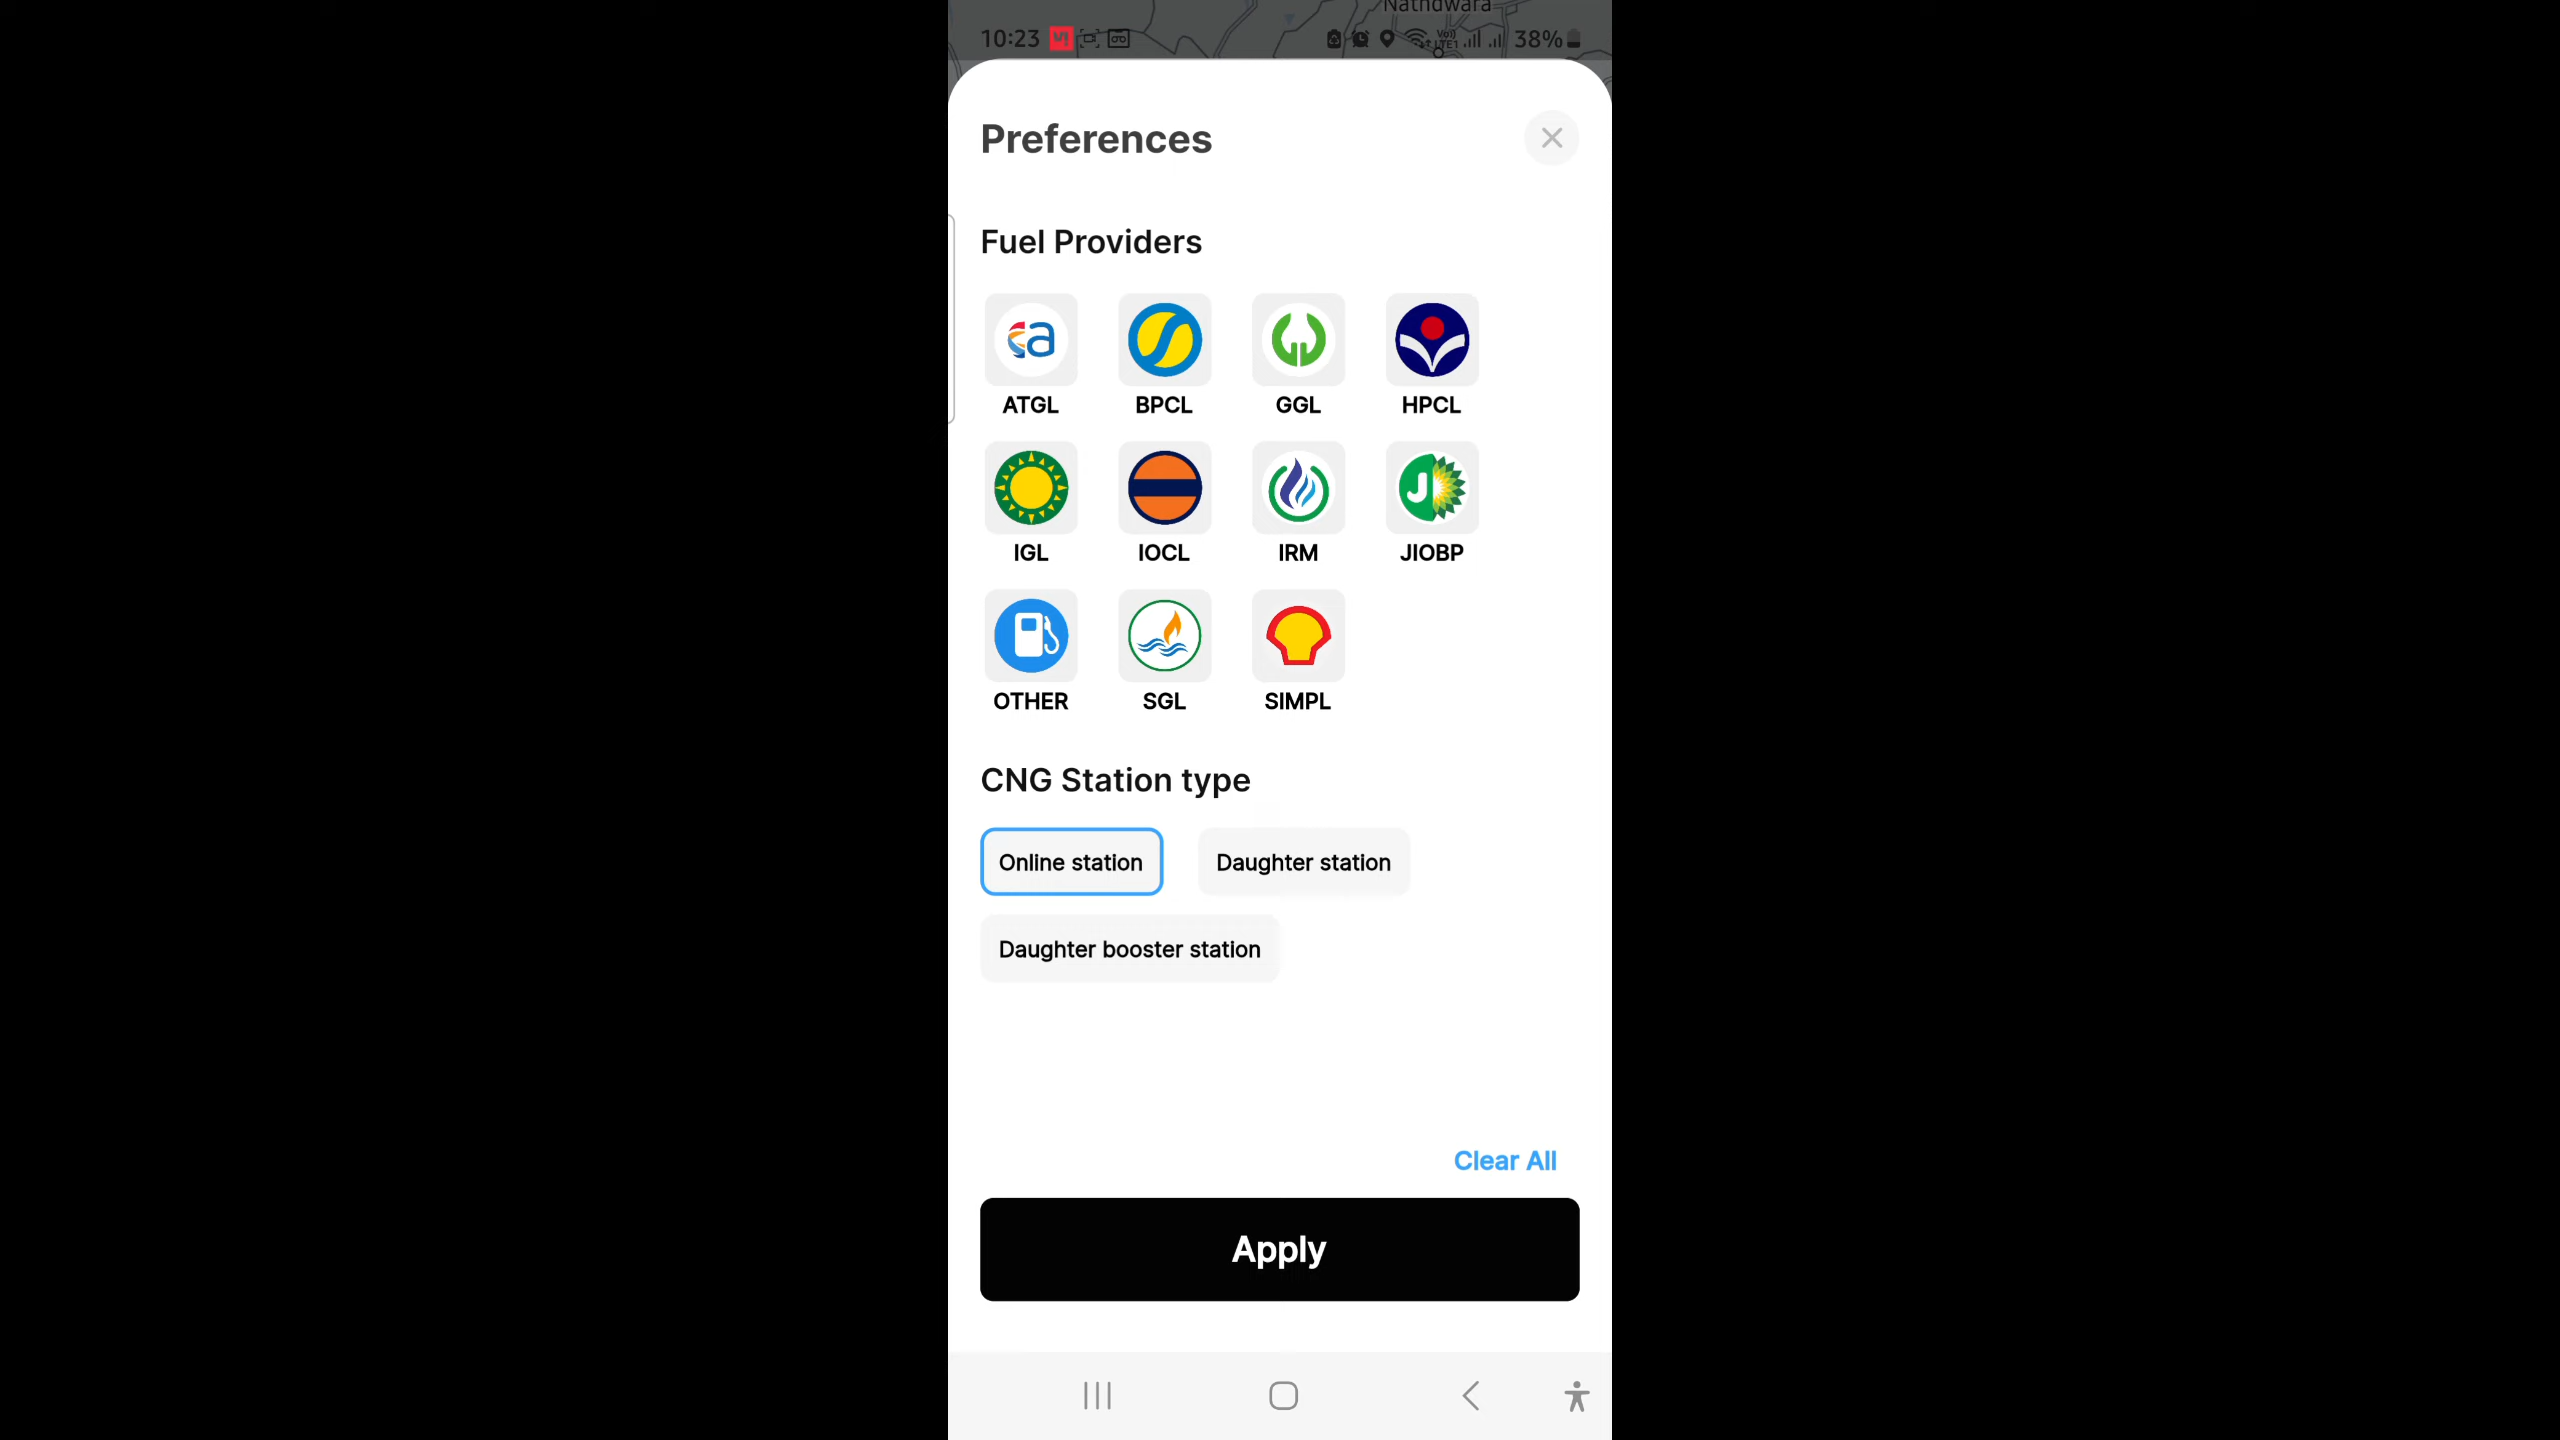 Nathdwara
10:23
38%
Preferences
Fuel Providers
ATGL BPCL GGL HPCL
IGL IOCL IRM JIOBP
OTHER SGL SIMPL
CNG Station type
Online station Daughter station
Daughter booster station
Clear All
Apply